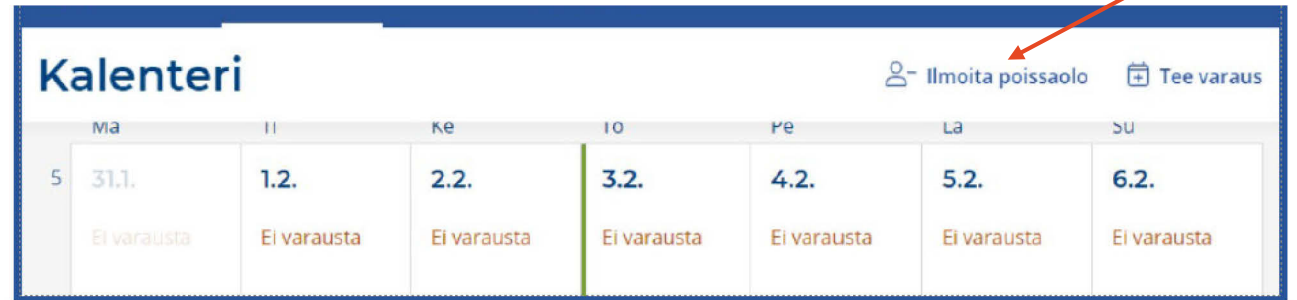 Kalenteri
Ilmoita poissaolo Tee varaus
Ma Ti Ke To Pe La Su
5 31.1. 1.2. 2.2. 3.2. 4.2. 5.2. 6.2.
Ei varausta Ei varausta Ei varausta Ei varausta Ei varausta Ei varausta Ei varausta